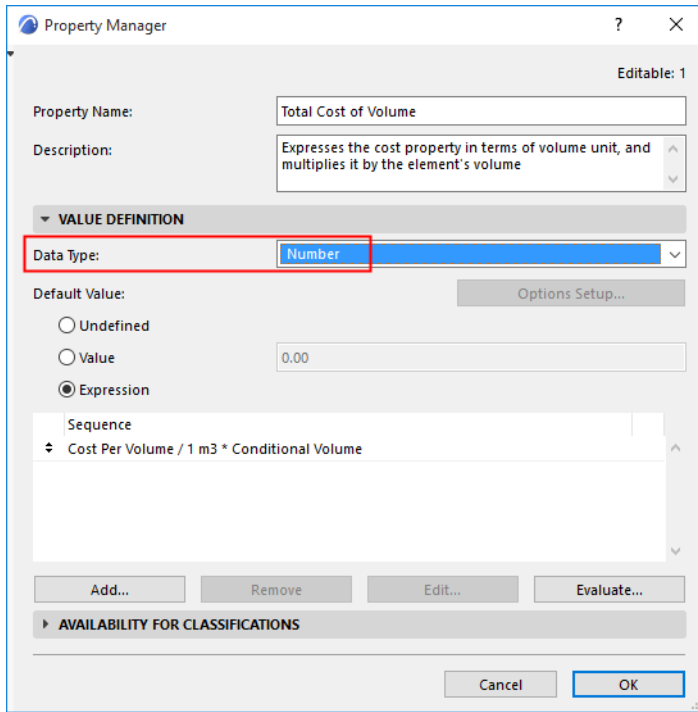 Property Manager
Editable: 1
Property Name:
Total Cost of Volume
Description:
Expresses the cost property in terms of volume unit, and
multiplies it by the element's volume
VALUE DEFINITION
Data Type:
Number
Default Value:
Options Setup...
Undefined
Value
0.00
Expression
Sequence
Cost Per Volume / 1 m3 * Conditional Volume
Add...
Remove
Edit...
Evaluate...
AVAILABILITY FOR CLASSIFICATIONS
Cancel
OK